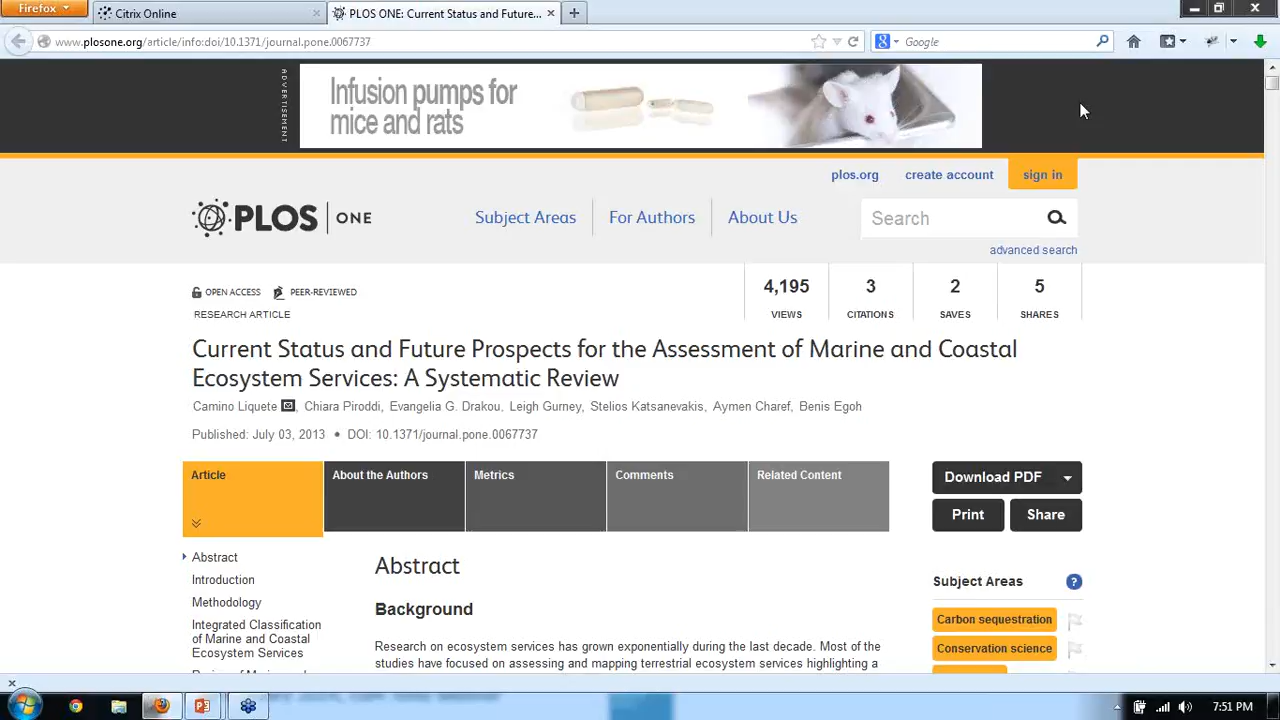 Firefox
Citrix Online
PLOS ONE: Current Status and Future...
www.plosone.org/article/info:doi/10.1371/journal.pone.0067737
Google
ADVERTISEMENT
Infusion pumps for
mice and rats
plos.org
create account
sign in
PLOS ONE
Subject Areas
For Authors
About Us
Search
advanced search
OPEN ACCESS
PEER-REVIEWED
4,195
3
2
5
VIEWS
CITATIONS
SAVES
SHARES
RESEARCH ARTICLE
Current Status and Future Prospects for the Assessment of Marine and Coastal
Ecosystem Services: A Systematic Review
Camino Liquete, Chiara Piroddi, Evangelia G. Drakou, Leigh Gurney, Stelios Katsanevakis, Aymen Charef, Benis Egoh
Published: July 03, 2013 • DOI: 10.1371/journal.pone.0067737
Article
About the Authors
Metrics
Comments
Related Content
Download PDF
Print
Share
Abstract
Introduction
Methodology
Integrated Classification
of Marine and Coastal
Ecosystem Services
Abstract
Background
Research on ecosystem services has grown exponentially during the last decade. Most of the
studies have focused on assessing and mapping terrestrial ecosystem services highlighting a
Subject Areas
?
Carbon sequestration
Conservation science
7:51 PM